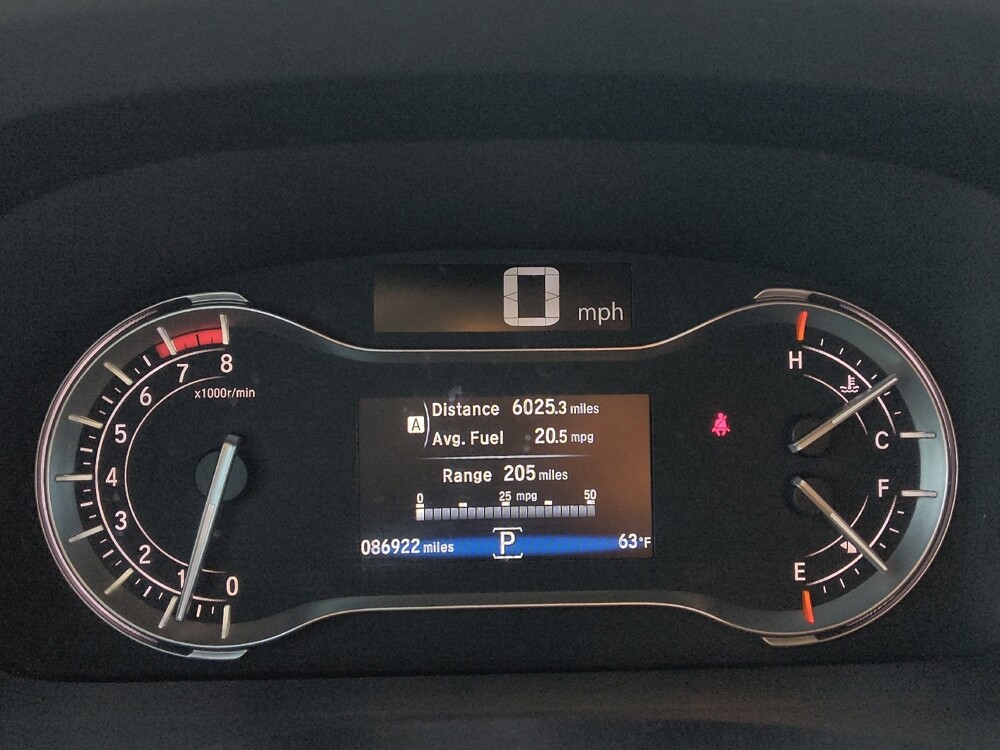 0 mph
8
7
x1000r/min
6
5
4
3
2
1
0
A
Distance 6025.3 miles
Avg. Fuel 20.5 mpg
Range 205 miles
0 25 mpg 50
086922 miles P 63°F
H
C
F
E